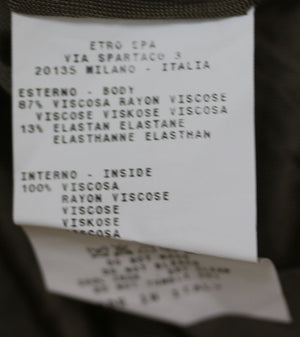 ETRO SPA
VIA SPARTACO 3
20135 MILANO - ITALIA
ESTERNO - BODY
87% VISCOSA RAYON VISCOSE
VISCOSE VISKOSE VISCOSA
13% ELASTAN ELASTANE
ELASTHANNE ELASTHAN
INTERNO - INSIDE
100% VISCOSA
RAYON VISCOSE
VISCOSE
VISKOSE
VISCOSA